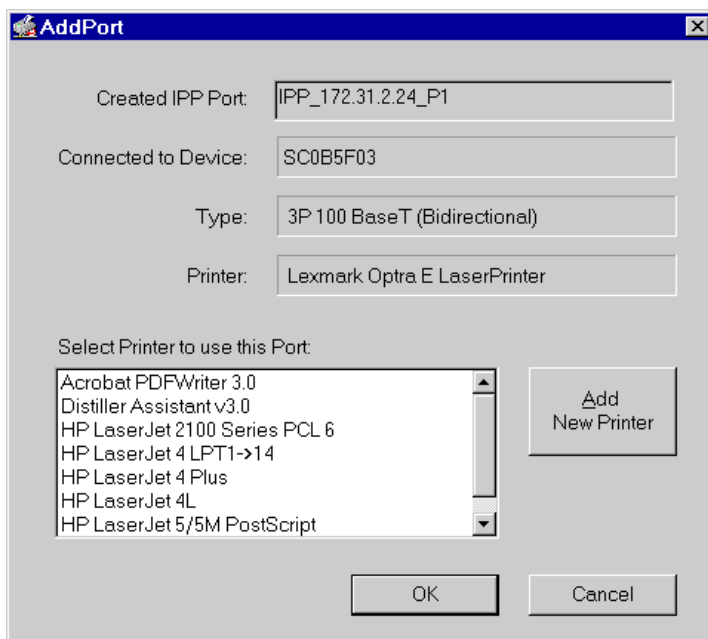 AddPort
Created IPP Port: IPP_172.31.2.24_P1
Connected to Device: SC0B5F03
Type: 3P 100 BaseT (Bidirectional)
Printer: Lexmark Optra E LaserPrinter
Select Printer to use this Port:
Acrobat PDFWriter 3.0
Distiller Assistant v3.0
HP LaserJet 2100 Series PCL 6
HP LaserJet 4 LPT1->14
HP LaserJet 4 Plus
HP LaserJet 4L
HP LaserJet 5/5M PostScript
Add
New Printer
OK Cancel